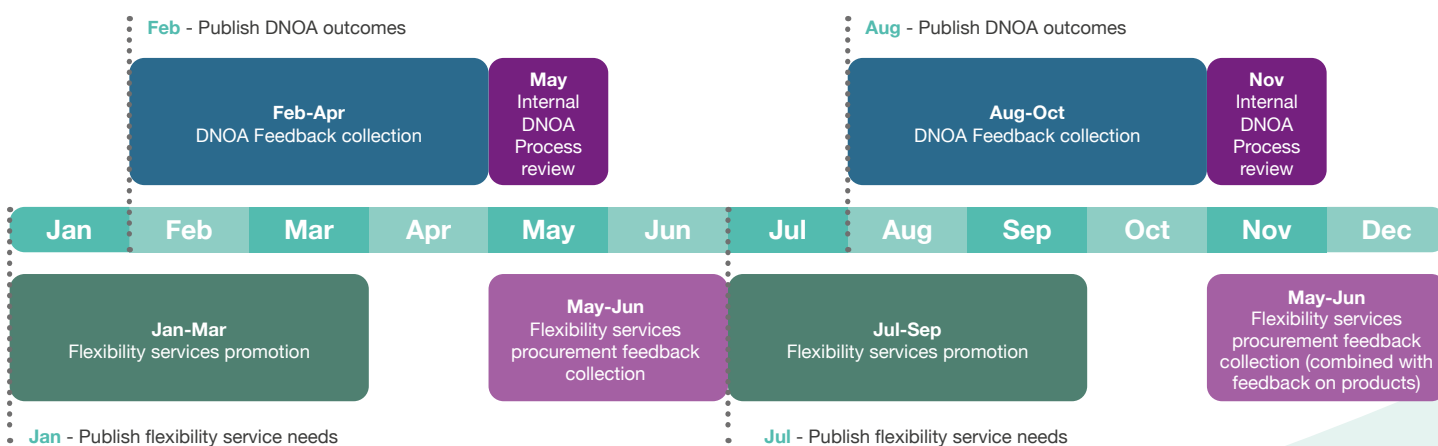 Feb - Publish DNOA outcomes
Aug - Publish DNOA outcomes
Feb-Apr
DNOA Feedback collection
May
Internal
DNOA
Process
review
Aug-Oct
DNOA Feedback collection
Nov
Internal
DNOA
Process
review
Jan Feb Mar Apr May Jun Jul Aug Sep Oct Nov Dec
Jan-Mar
Flexibility services promotion
May-Jun
Flexibility services
procurement feedback
collection
Jul-Sep
Flexibility services promotion
May-Jun
Flexibility services
procurement feedback
collection (combined with
feedback on products)
Jan - Publish flexibility service needs
Jul - Publish flexibility service needs